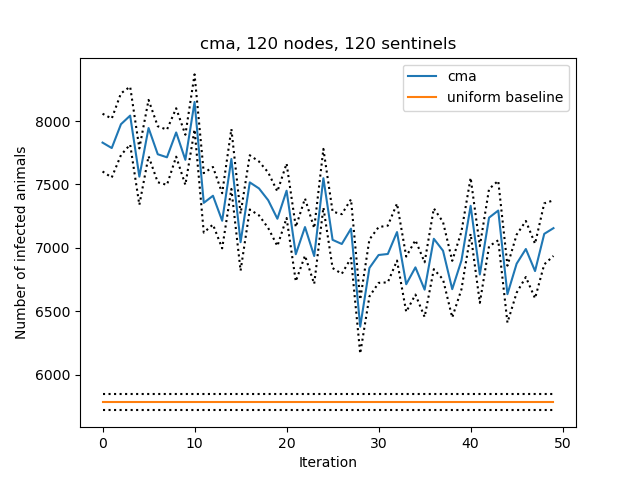 cma, 120 nodes, 120 sentinels
cma
uniform baseline
8000
7500
7000
6500
6000
Number of infected animals
0 10 20 30 40 50
Iteration